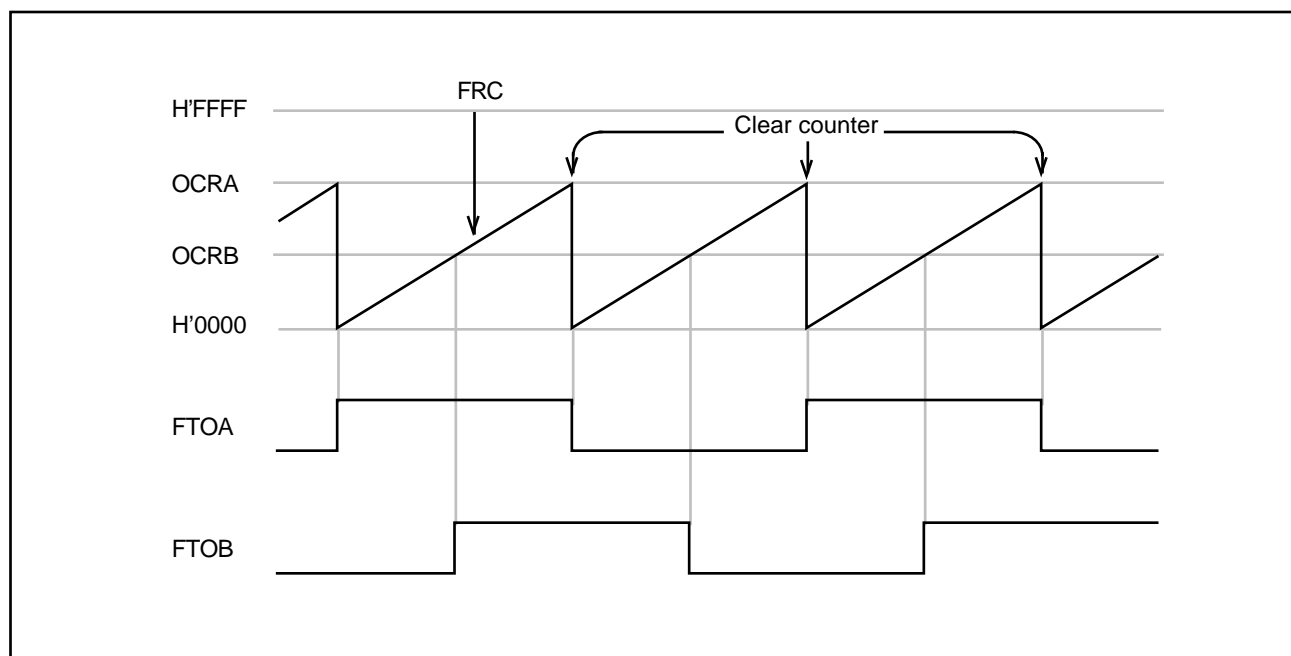 FRC
H'FFFF
Clear counter
OCRA
OCRB
H'0000
FTOA
FTOB